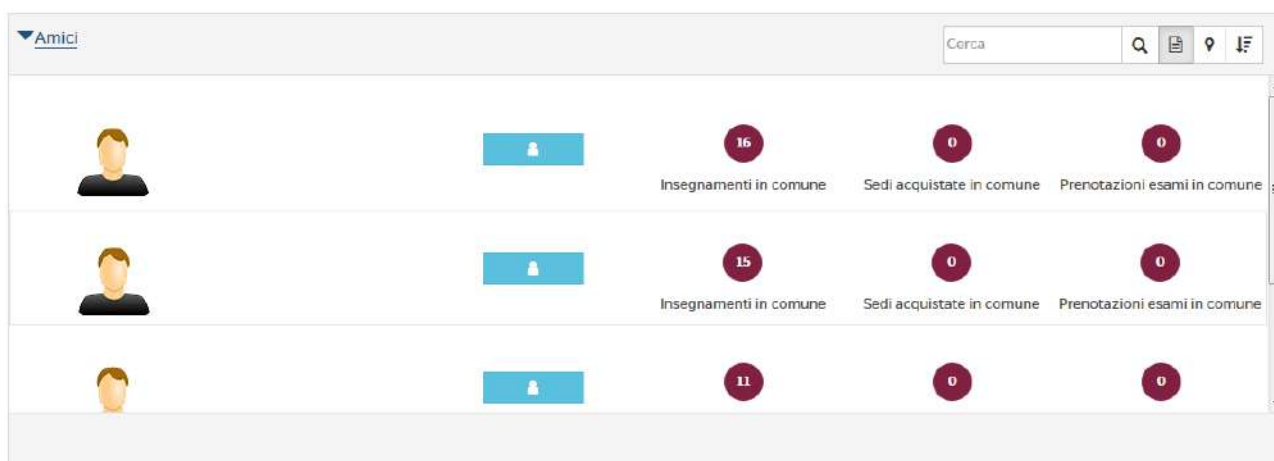 Amici
Cerca
16 0 0
Insegnamenti in comune Sedi acquistate in comune Prenotazioni esami in comune
15 0 0
Insegnamenti in comune Sedi acquistate in comune Prenotazioni esami in comune
11 0 0